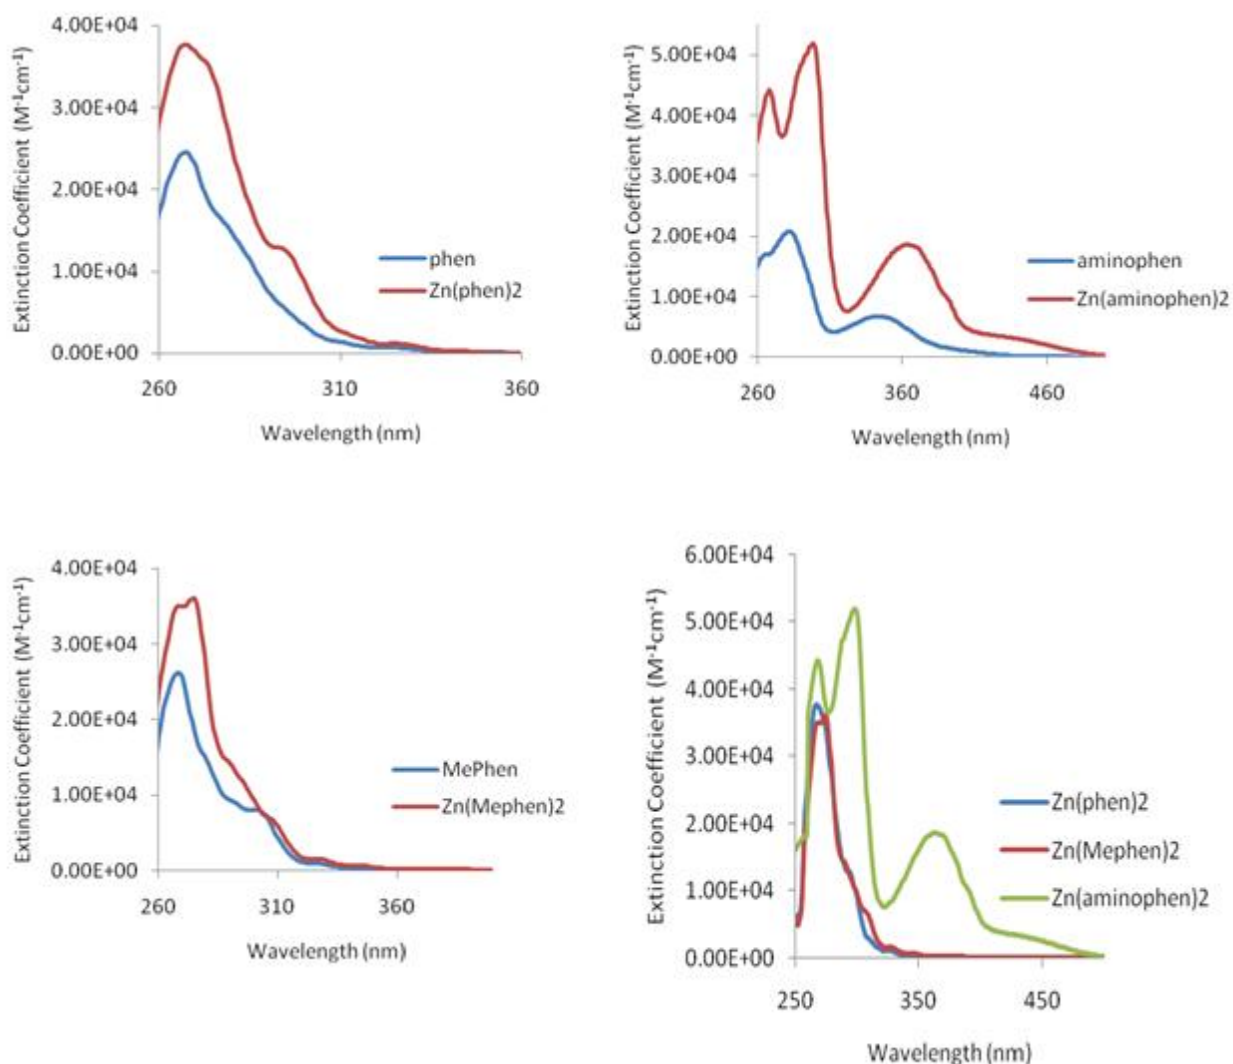 Extinction Coefficient (M⁻¹cm⁻¹)
4.00E+04
3.00E+04
2.00E+04
1.00E+04
0.00E+00
260
310
360
Wavelength (nm)
phen
Zn(phen)2
Extinction Coefficient (M⁻¹cm⁻¹)
5.00E+04
4.00E+04
3.00E+04
2.00E+04
1.00E+04
0.00E+00
260
360
460
Wavelength (nm)
aminophen
Zn(aminophen)2
Extinction Coefficient (M⁻¹cm⁻¹)
4.00E+04
3.00E+04
2.00E+04
1.00E+04
0.00E+00
260
310
360
Wavelength (nm)
MePhen
Zn(Mephen)2
Extinction Coefficient (M⁻¹cm⁻¹)
6.00E+04
5.00E+04
4.00E+04
3.00E+04
2.00E+04
1.00E+04
0.00E+00
250
350
450
Wavelength (nm)
Zn(phen)2
Zn(Mephen)2
Zn(aminophen)2